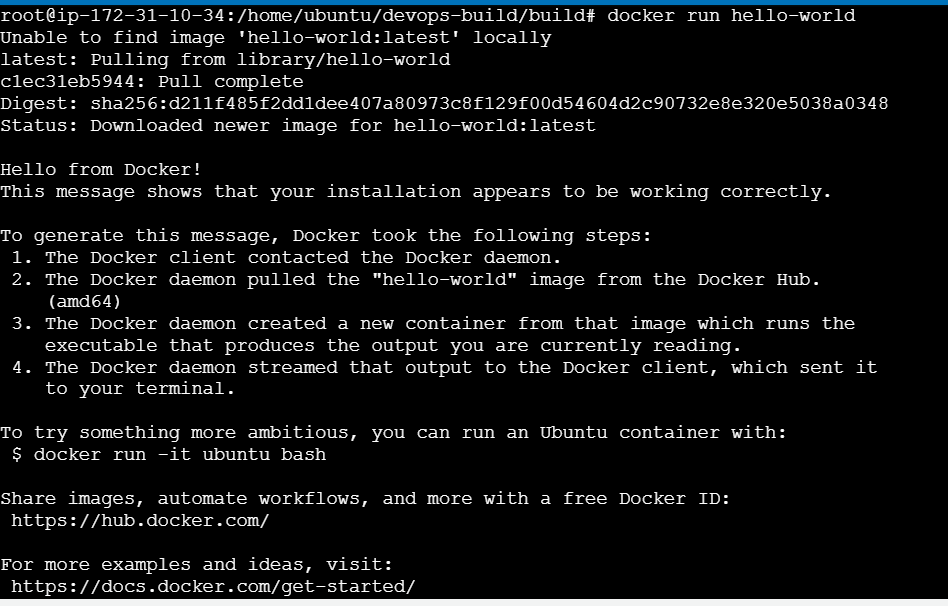 root@ip-172-31-10-34:/home/ubuntu/devops-build/build# docker run hello-world
Unable to find image 'hello-world:latest' locally
latest: Pulling from library/hello-world
c1ec31eb5944: Pull complete
Digest: sha256:d211f485f2dd1dee407a80973c8f129f00d54604d2c90732e8e320e5038a0348
Status: Downloaded newer image for hello-world:latest

Hello from Docker!
This message shows that your installation appears to be working correctly.

To generate this message, Docker took the following steps:
 1. The Docker client contacted the Docker daemon.
 2. The Docker daemon pulled the "hello-world" image from the Docker Hub.
    (amd64)
 3. The Docker daemon created a new container from that image which runs the
    executable that produces the output you are currently reading.
 4. The Docker daemon streamed that output to the Docker client, which sent it
    to your terminal.

To try something more ambitious, you can run an Ubuntu container with:
 $ docker run -it ubuntu bash

Share images, automate workflows, and more with a free Docker ID:
 https://hub.docker.com/

For more examples and ideas, visit:
 https://docs.docker.com/get-started/